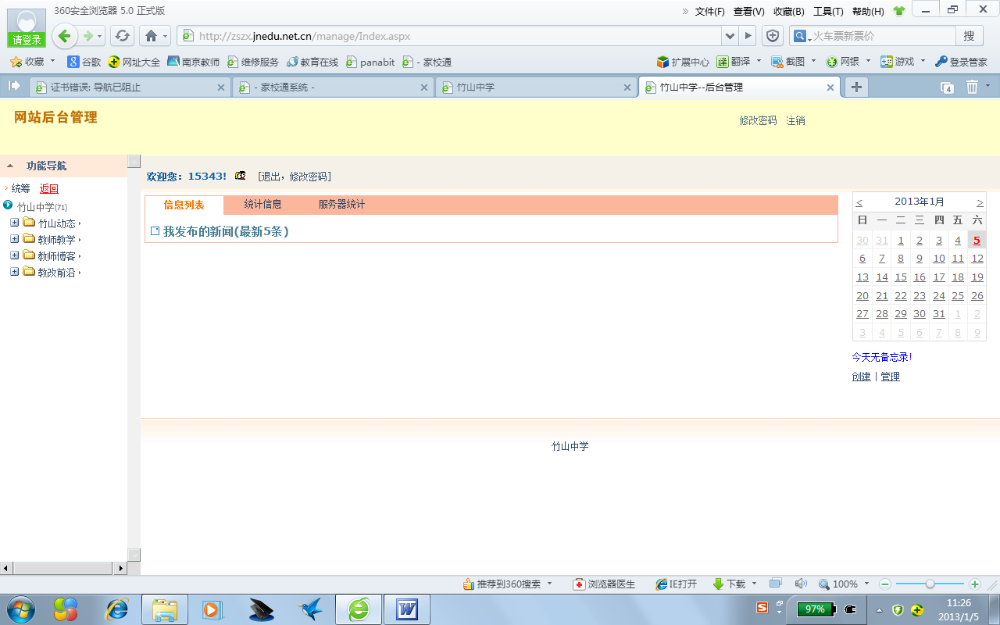 360安全浏览器 5.0 正式版
» 文件(F) 查看(V) 收藏(B) 工具(T) 帮助(H)
请登录
http://zszx.jnedu.net.cn/manage/Index.aspx
火车票新票价 搜
收藏 谷歌 网址大全 南京教师 维修服务 教育在线 panabit - 家校通 扩展中心 翻译 截图 网银 游戏 登录管家
证书错误: 导航已阻止 - 家校通系统 - 竹山中学 竹山中学--后台管理 4
网站后台管理
修改密码 注销
功能导航
统筹 返回
竹山中学(71)
竹山动态
教师教学
教师博客
教改前沿
欢迎您: 15343! [退出，修改密码]
信息列表 统计信息 服务器统计
我发布的新闻(最新5条)
< 2013年1月 >
日 一 二 三 四 五 六
30 31 1 2 3 4 5
6 7 8 9 10 11 12
13 14 15 16 17 18 19
20 21 22 23 24 25 26
27 28 29 30 31 1 2
3 4 5 6 7 8 9
今天无备忘录!
创建 | 管理
竹山中学
推荐到360搜索 浏览器医生 IE打开 下载 100%
97%
11:26
2013/1/5